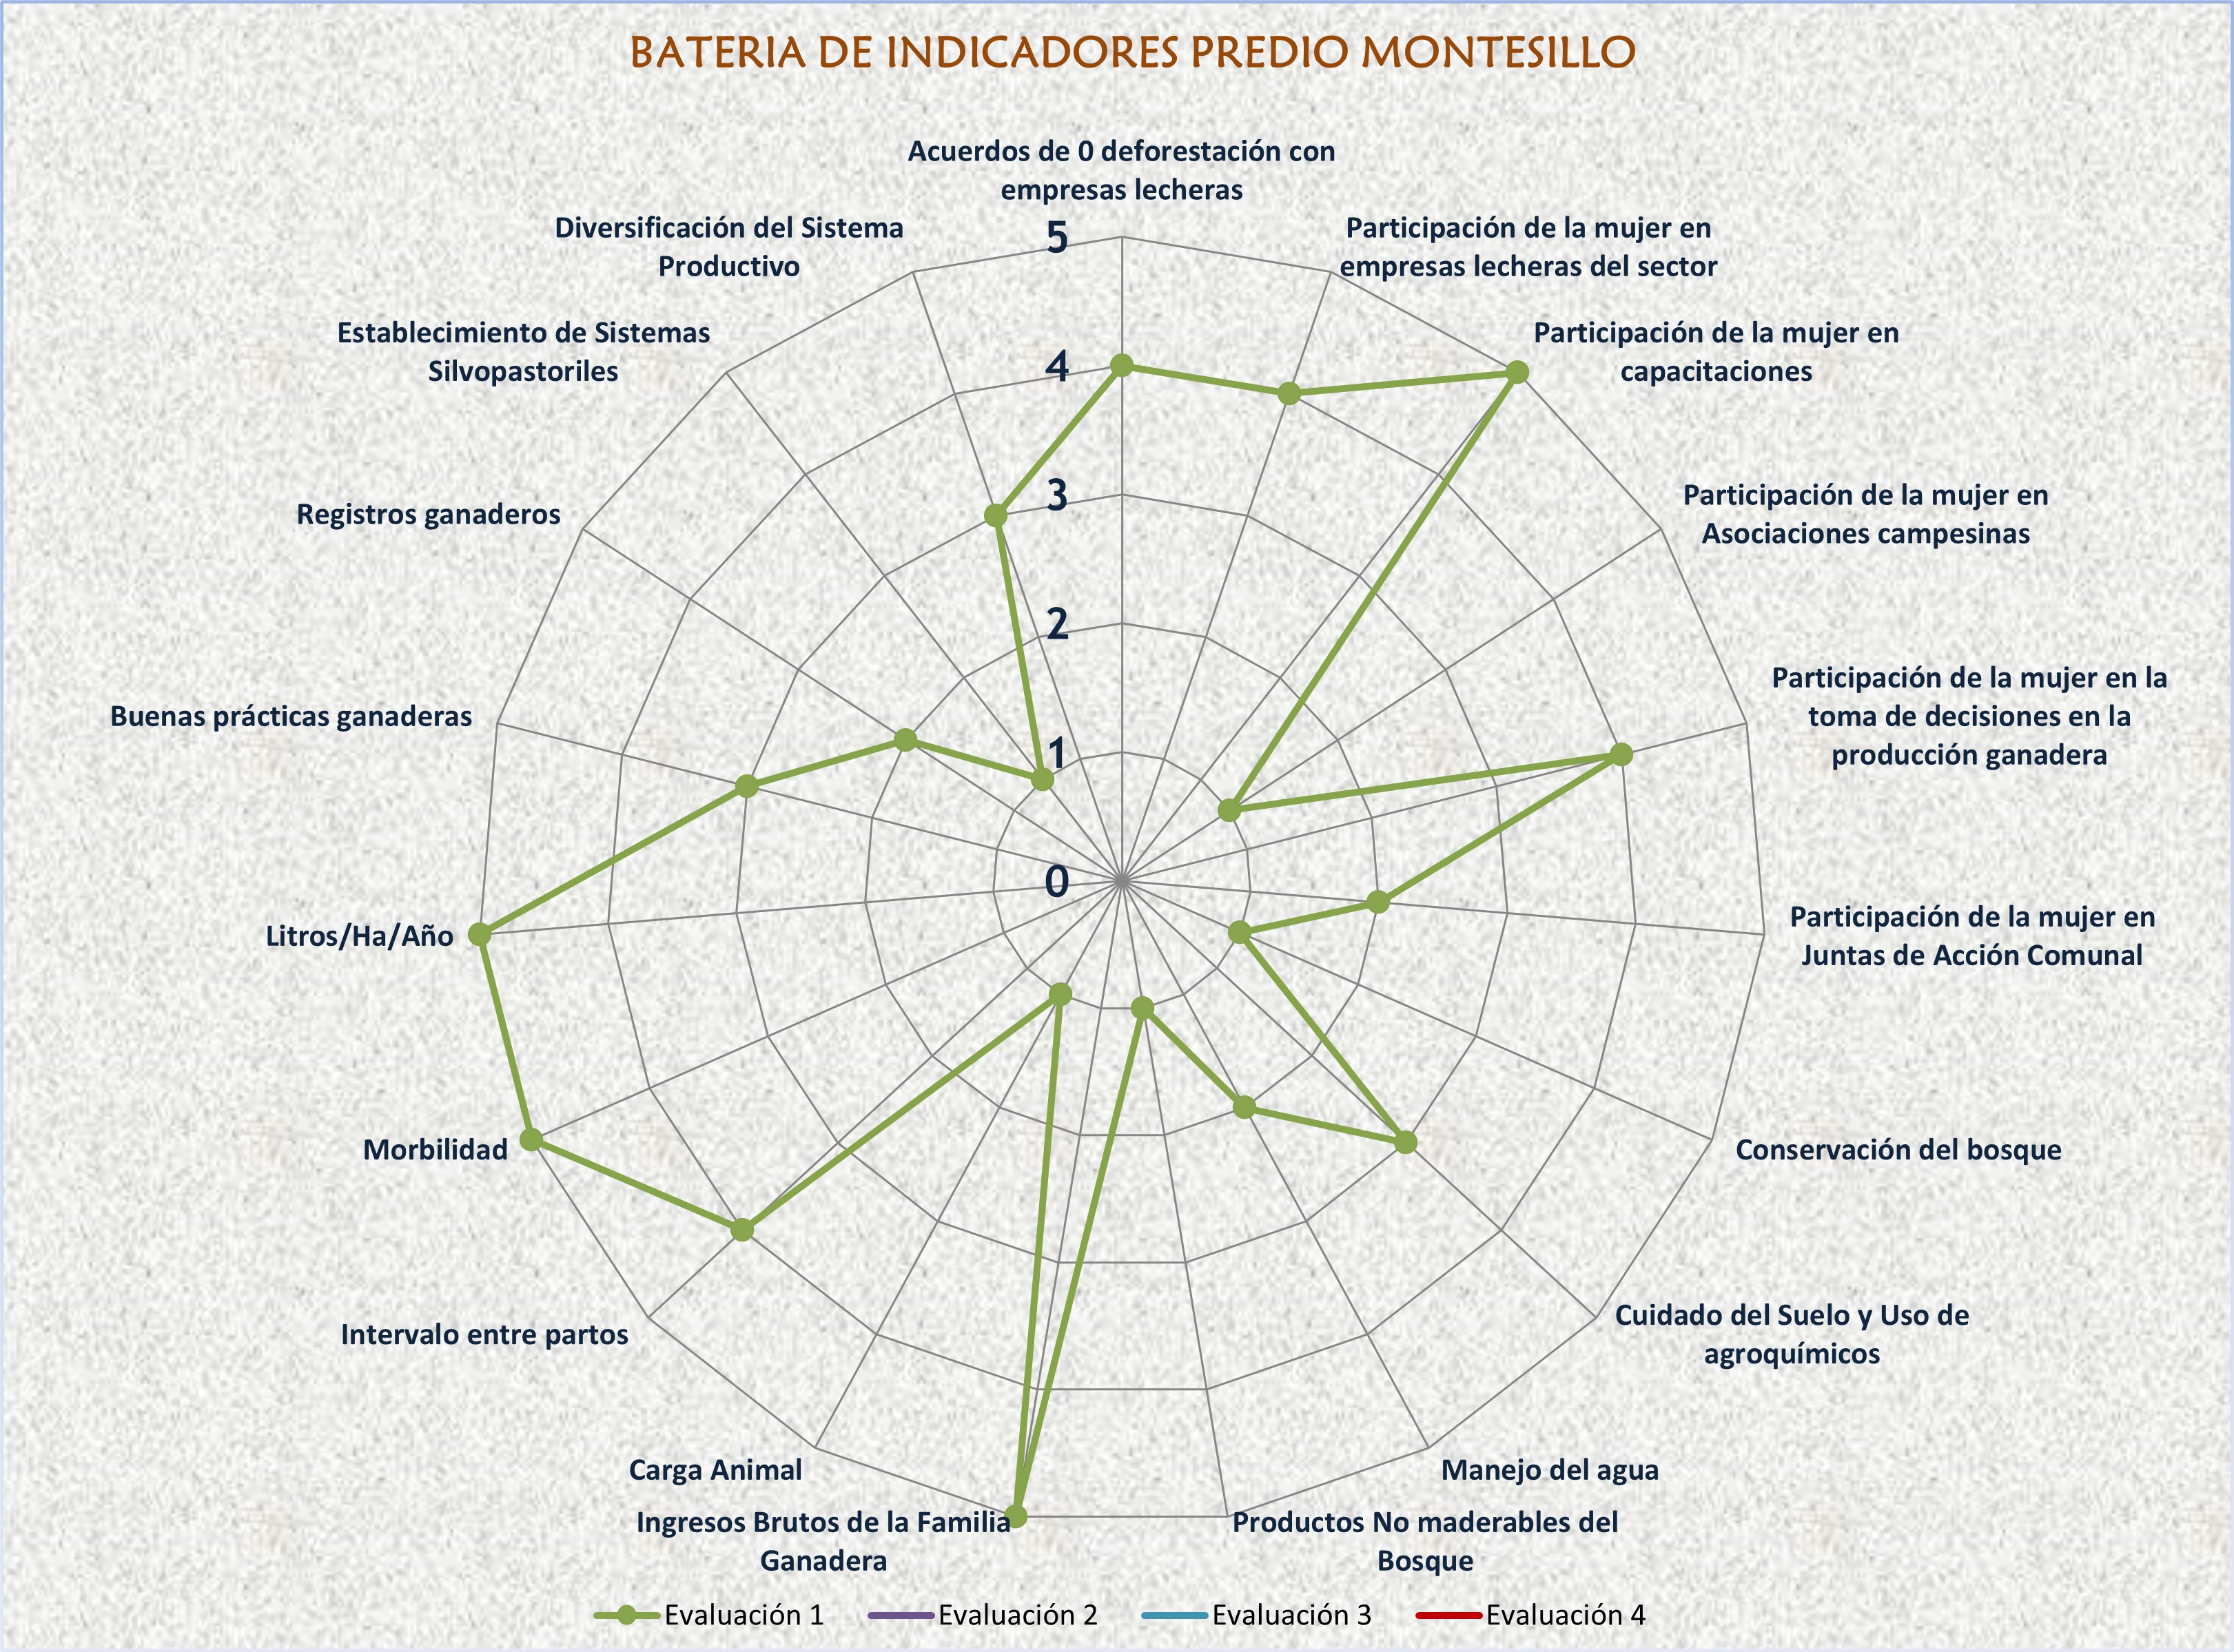 BATERIA DE INDICADORES PREDIO MONTESILLO
Acuerdos de 0 deforestación con
empresas lecheras
Participación de la mujer en
empresas lecheras del sector
Participación de la mujer en
capacitaciones
Participación de la mujer en
Asociaciones campesinas
Participación de la mujer en la
toma de decisiones en la
producción ganadera
Participación de la mujer en
Juntas de Acción Comunal
Conservación del bosque
Cuidado del Suelo y Uso de
agroquímicos
Manejo del agua
Productos No maderables del
Bosque
Ingresos Brutos de la Familia
Ganadera
Carga Animal
Intervalo entre partos
Morbilidad
Litros/Ha/Año
Buenas prácticas ganaderas
Registros ganaderos
Establecimiento de Sistemas
Silvopastoriles
Diversificación del Sistema
Productivo
5
4
3
2
1
0
Evaluación 1
Evaluación 2
Evaluación 3
Evaluación 4